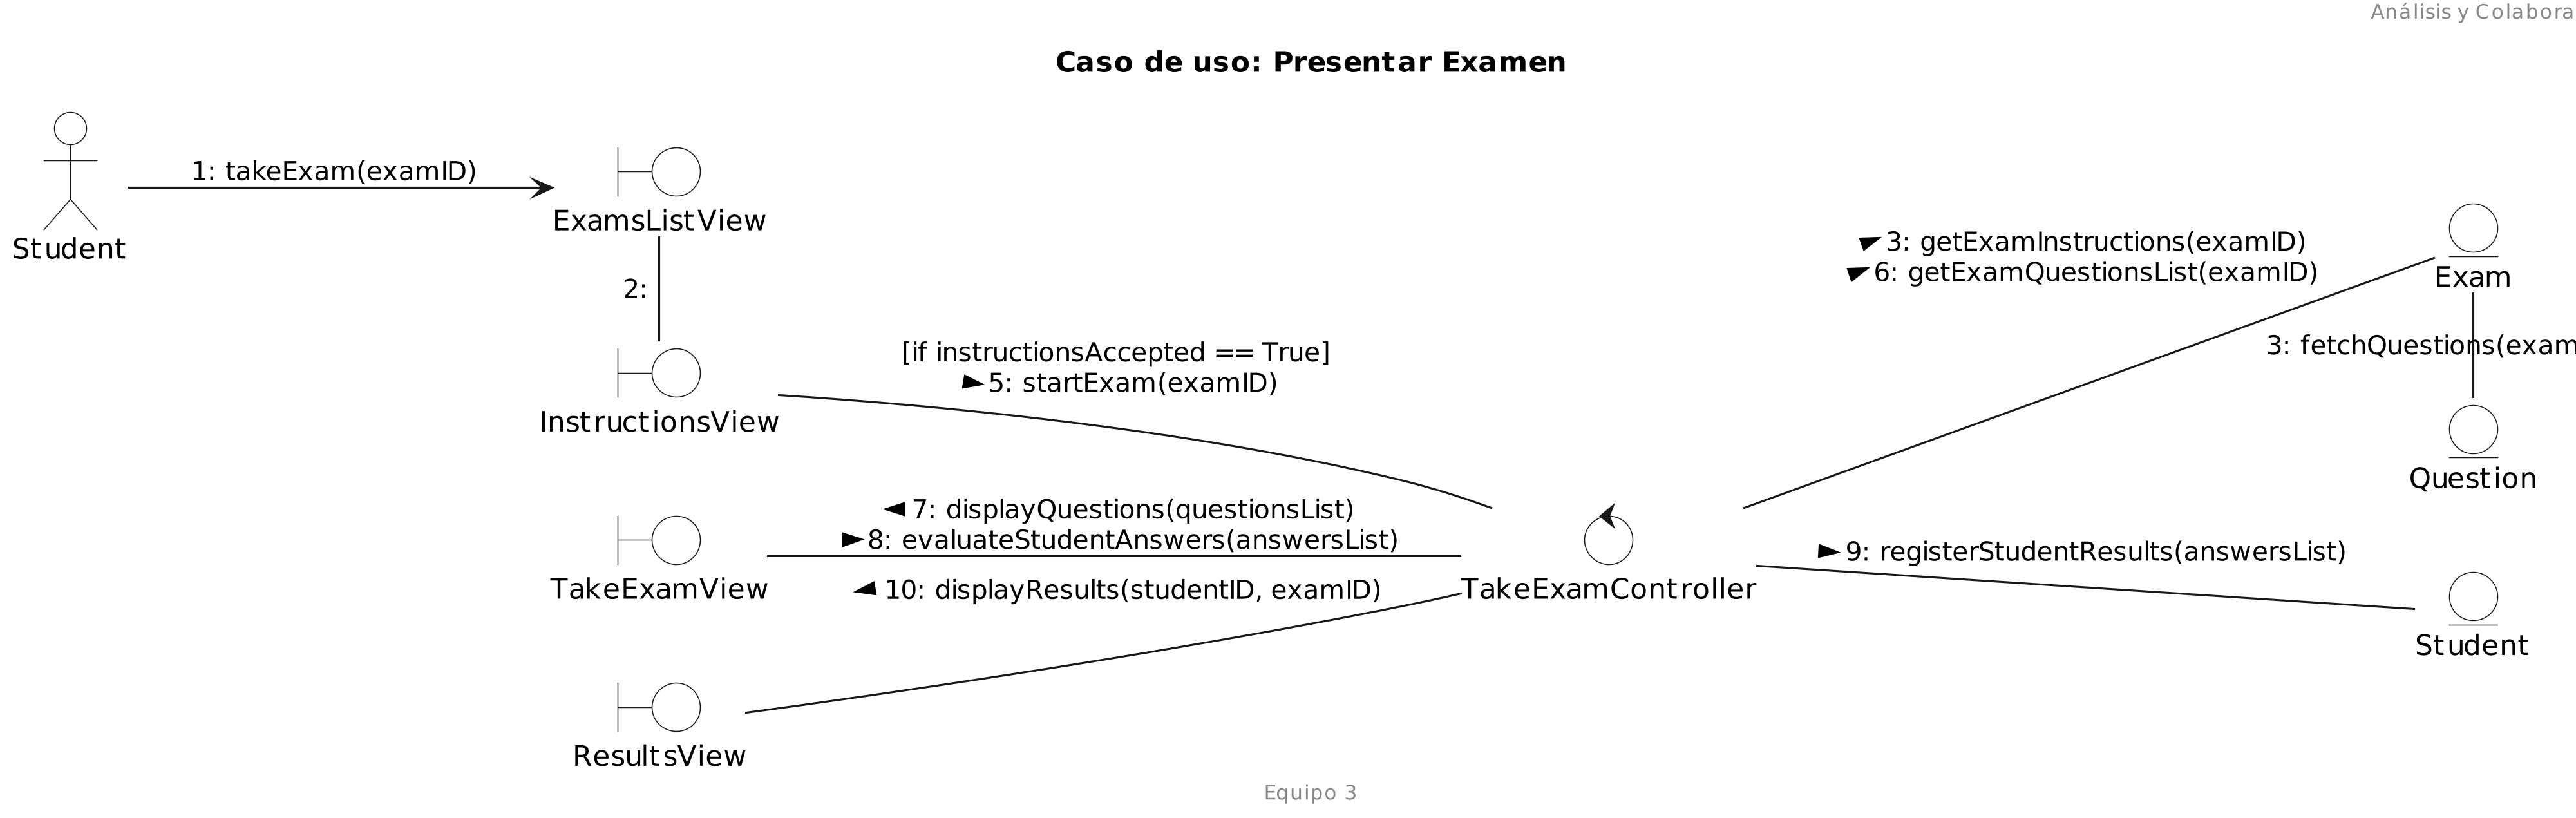 Análisis y Colabora
Caso de uso: Presentar Examen
1: takeExam(examID)
Student
ExamsListView
2:
InstructionsView
[if instructionsAccepted == True]
5: startExam(examID)
3: getExamInstructions(examID)
6: getExamQuestionsList(examID)
Exam
3: fetchQuestions(exam
Question
7: displayQuestions(questionsList)
8: evaluateStudentAnswers(answersList)
TakeExamView
10: displayResults(studentID, examID)
TakeExamController
9: registerStudentResults(answersList)
Student
ResultsView
Equipo 3